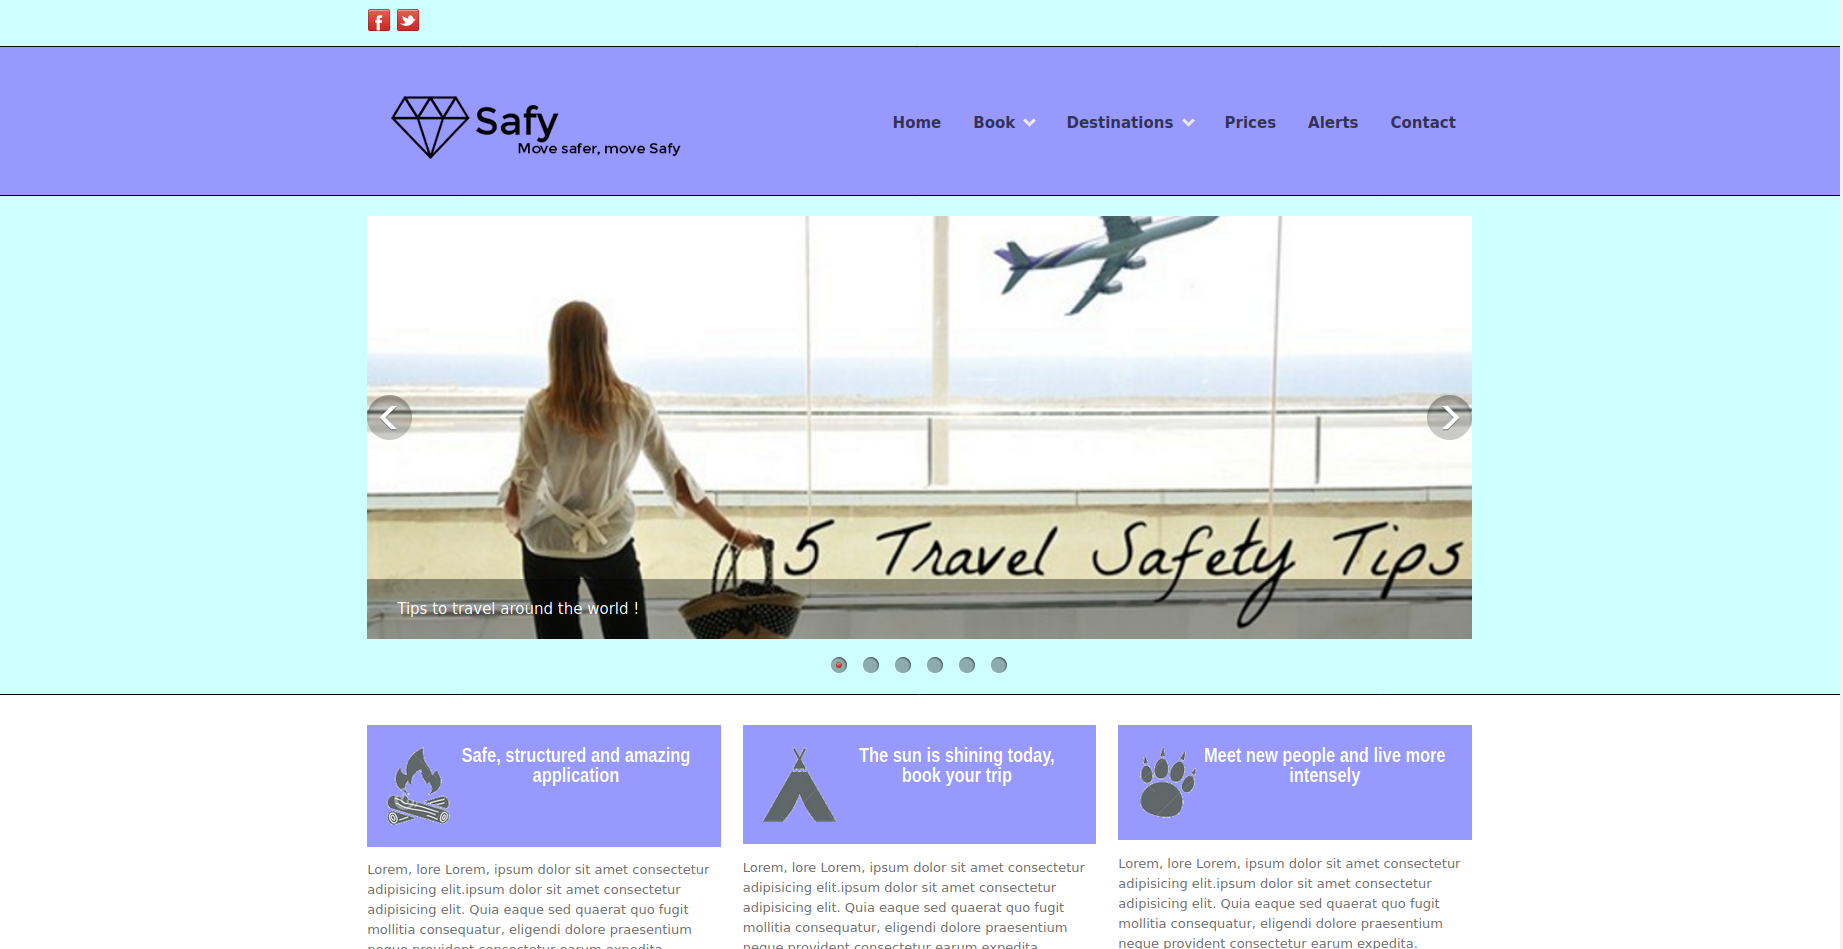 Safy
Move safer, move Safy
Home Book Destinations Prices Alerts Contact
5 Travel Safety Tips
Tips to travel around the world !
Safe, structured and amazing
application
The sun is shining today,
book your trip
Meet new people and live more
intensely
Lorem, lore Lorem, ipsum dolor sit amet consectetur
adipisicing elit.ipsum dolor sit amet consectetur
adipisicing elit. Quia eaque sed quaerat quo fugit
mollitia consequatur, eligendi dolore praesentium
neque provident consectetur earum expedita
Lorem, lore Lorem, ipsum dolor sit amet consectetur
adipisicing elit.ipsum dolor sit amet consectetur
adipisicing elit. Quia eaque sed quaerat quo fugit
mollitia consequatur, eligendi dolore praesentium
neque provident consectetur earum expedita
Lorem, lore Lorem, ipsum dolor sit amet consectetur
adipisicing elit.ipsum dolor sit amet consectetur
adipisicing elit. Quia eaque sed quaerat quo fugit
mollitia consequatur, eligendi dolore praesentium
neque provident consectetur earum expedita.